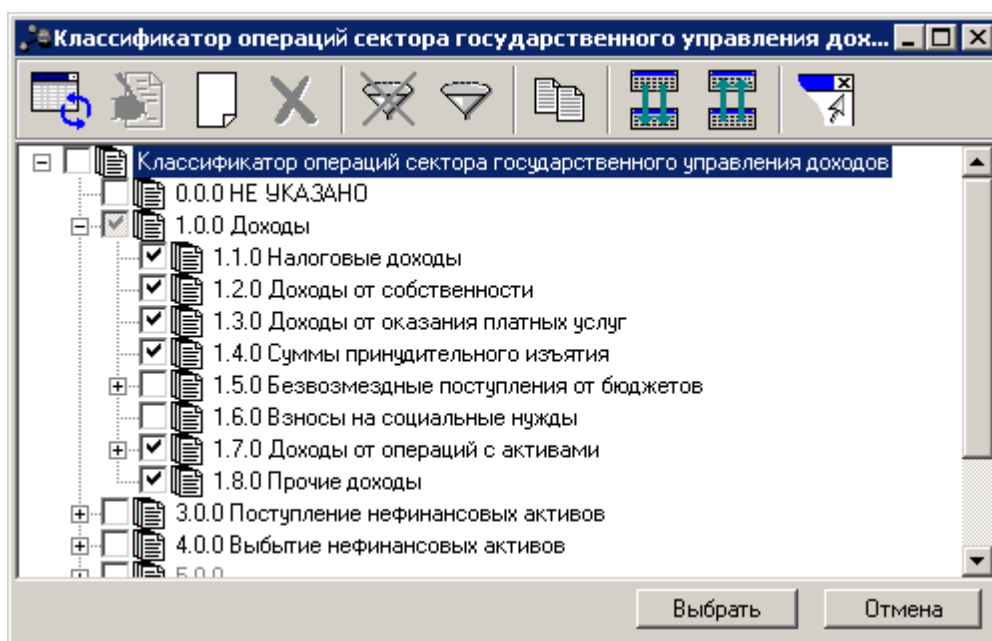 Классификатор операций сектора государственного управления дох...
Классификатор операций сектора государственного управления доходов
0.0.0 НЕ УКАЗАНО
1.0.0 Доходы
1.1.0 Налоговые доходы
1.2.0 Доходы от собственности
1.3.0 Доходы от оказания платных услуг
1.4.0 Суммы принудительного изъятия
1.5.0 Безвозмездные поступления от бюджетов
1.6.0 Взносы на социальные нужды
1.7.0 Доходы от операций с активами
1.8.0 Прочие доходы
3.0.0 Поступление нефинансовых активов
4.0.0 Выбытие нефинансовых активов
5.0.0
Выбрать Отмена